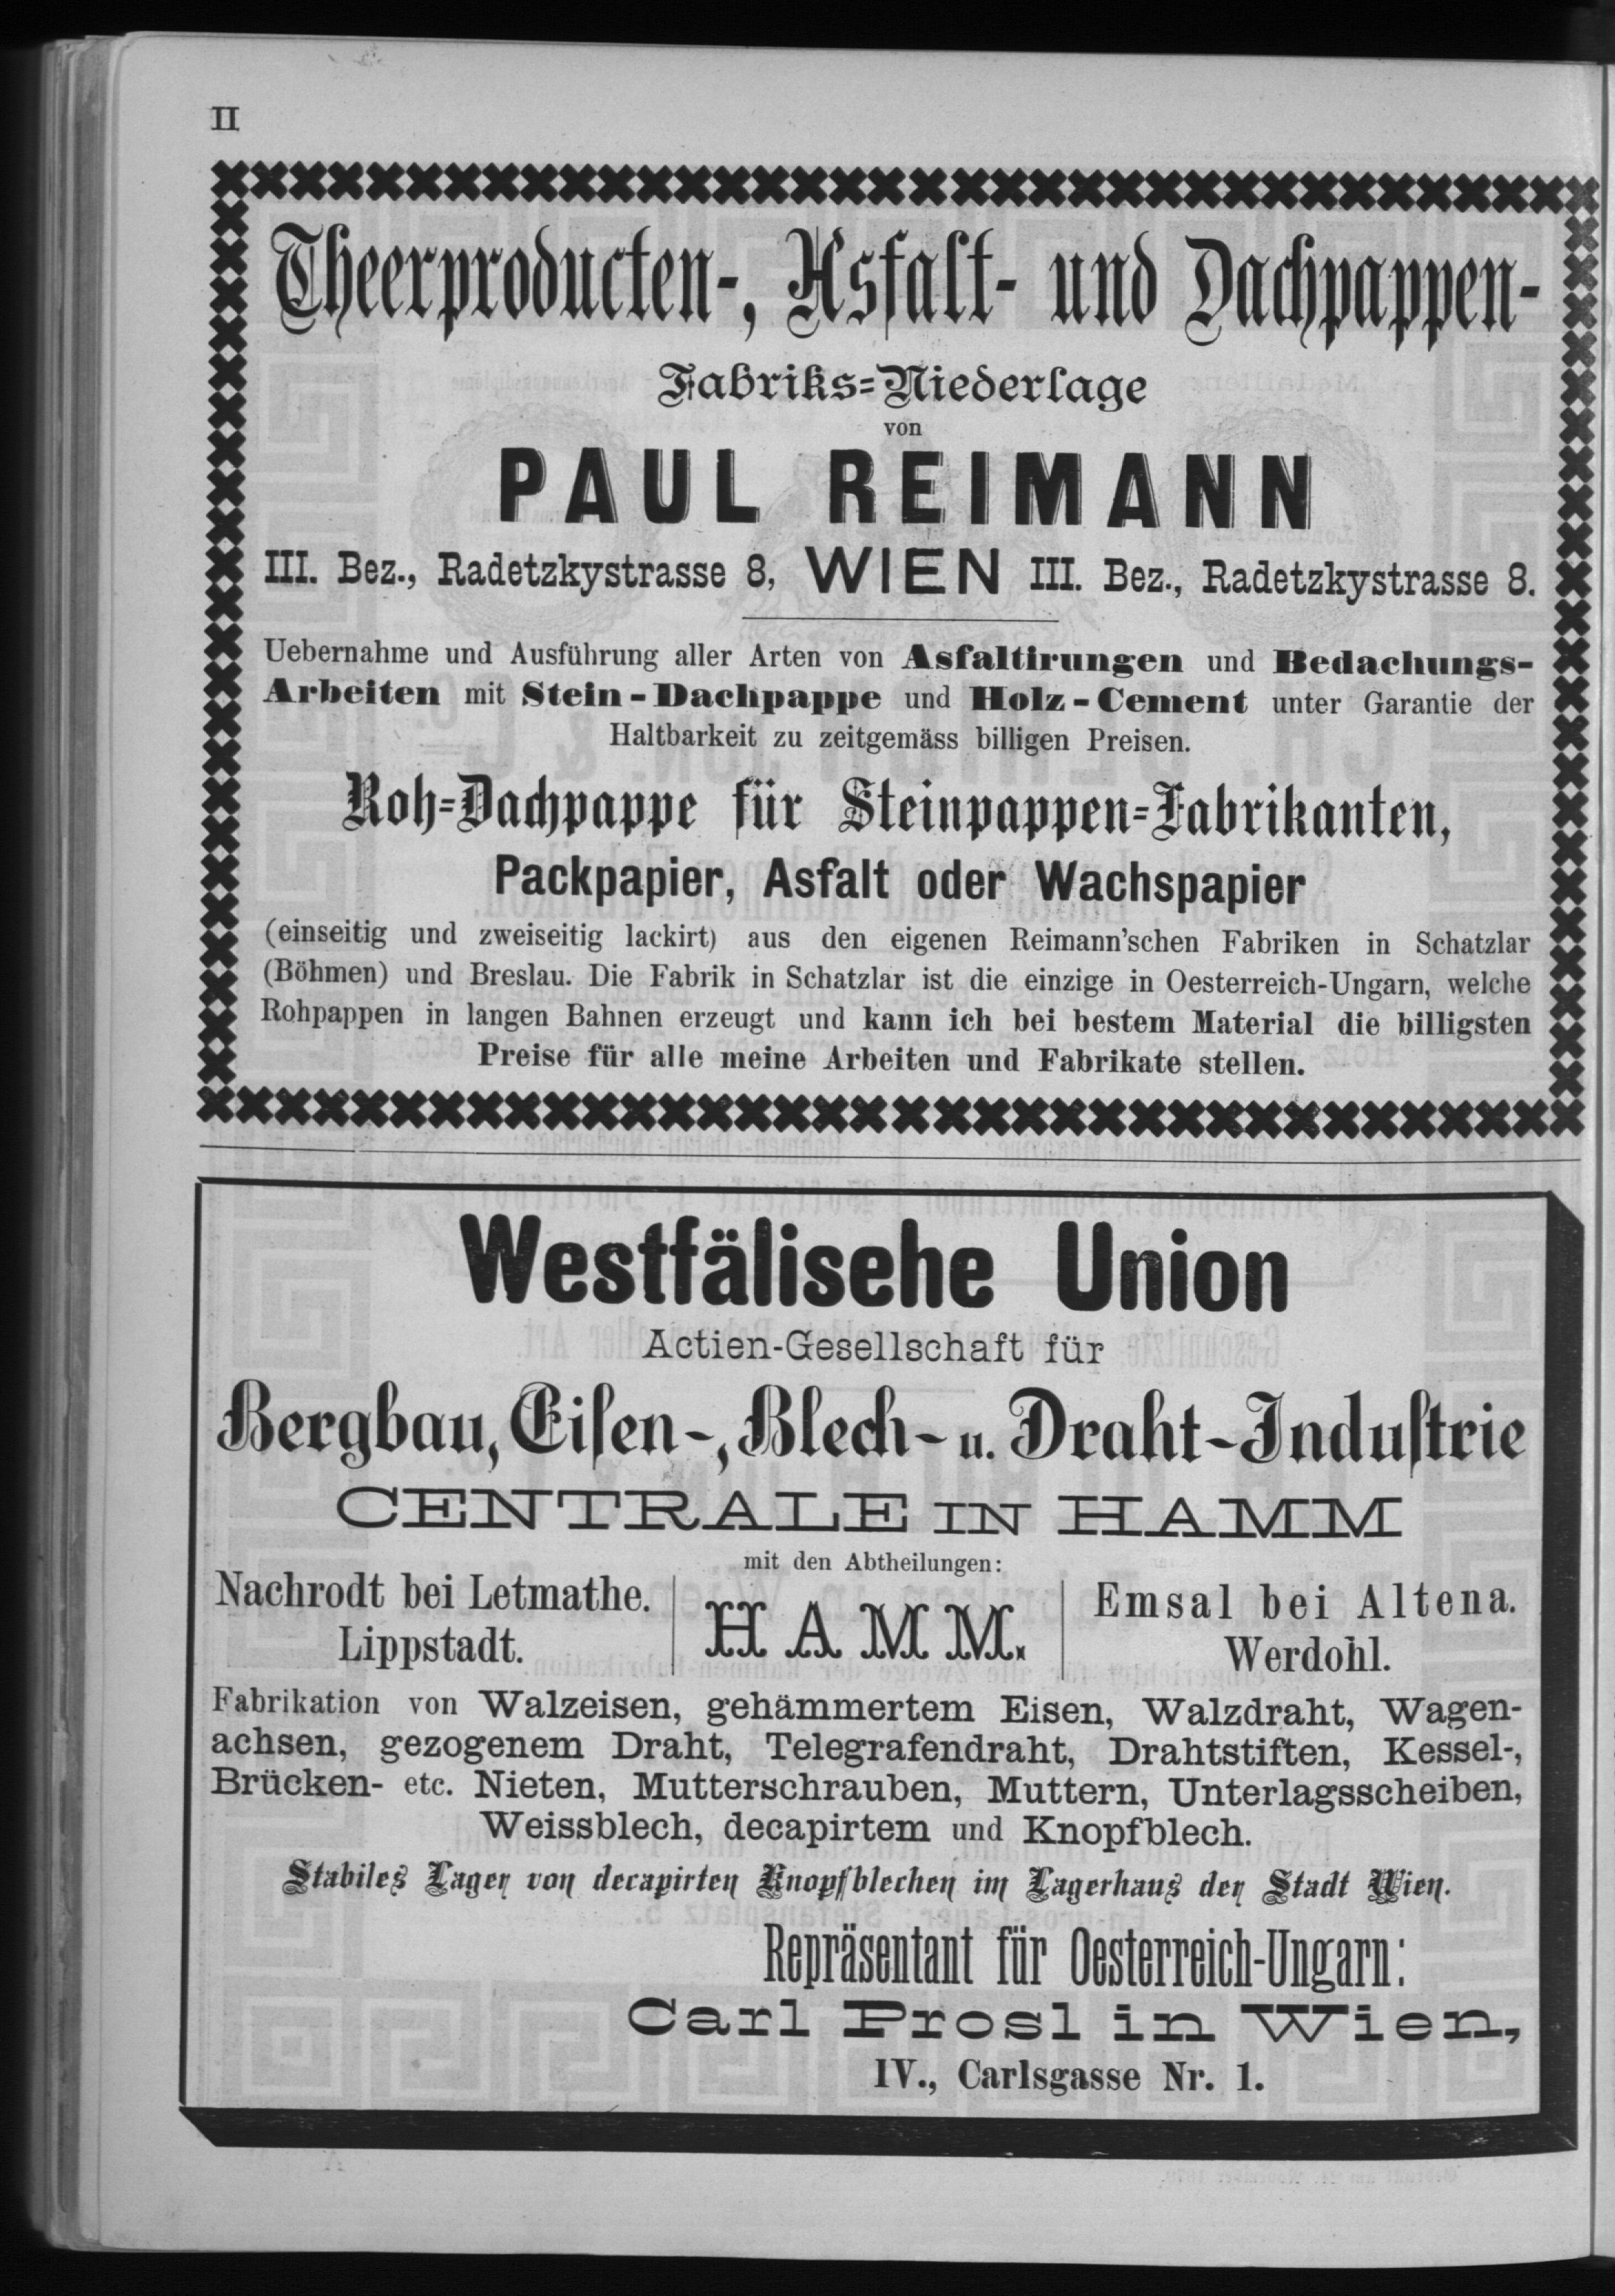 II
Theerproducten-, Asfalt- und Dachpappen-
Fabriks-Niederlage
von
PAUL REIMANN
III. Bez., Radetzkystrasse 8, WIEN III. Bez., Radetzkystrasse 8.
Uebernahme und Ausführung aller Arten von Asfaltirungen und Bedachungs-
Arbeiten mit Stein-Dachpappe und Holz-Cement unter Garantie der
Haltbarkeit zu zeitgemäss billigen Preisen.
Roh-Dachpappe für Steinpappen-Fabrikanten,
Packpapier, Asfalt oder Wachspapier
(einseitig und zweiseitig lackirt) aus den eigenen Reimann'schen Fabriken in Schatzlar
(Böhmen) und Breslau. Die Fabrik in Schatzlar ist die einzige in Oesterreich-Ungarn, welche
Rohpappen in langen Bahnen erzeugt und kann ich bei bestem Material die billigsten
Preise für alle meine Arbeiten und Fabrikate stellen.
Westfälisehe Union
Actien-Gesellschaft für
Bergbau, Eisen-, Blech- u. Draht-Industrie
CENTRALE IN HAMM
mit den Abtheilungen:
Nachrodt bei Letmathe.
Lippstadt.
HAMM.
Emsal bei Altena.
Werdohl.
Fabrikation von Walzeisen, gehämmertem Eisen, Walzdraht, Wagen-
achsen, gezogenem Draht, Telegrafendraht, Drahtstiften, Kessel-,
Brücken- etc. Nieten, Mutterschrauben, Muttern, Unterlagsscheiben,
Weissblech, decapirtem und Knopfblech.
Stabiles Lager von decapirten Knopfblechen im Lagerhaus der Stadt Wien.
Repräsentant für Oesterreich-Ungarn:
Carl Prosl in Wien,
IV., Carlsgasse Nr. 1.